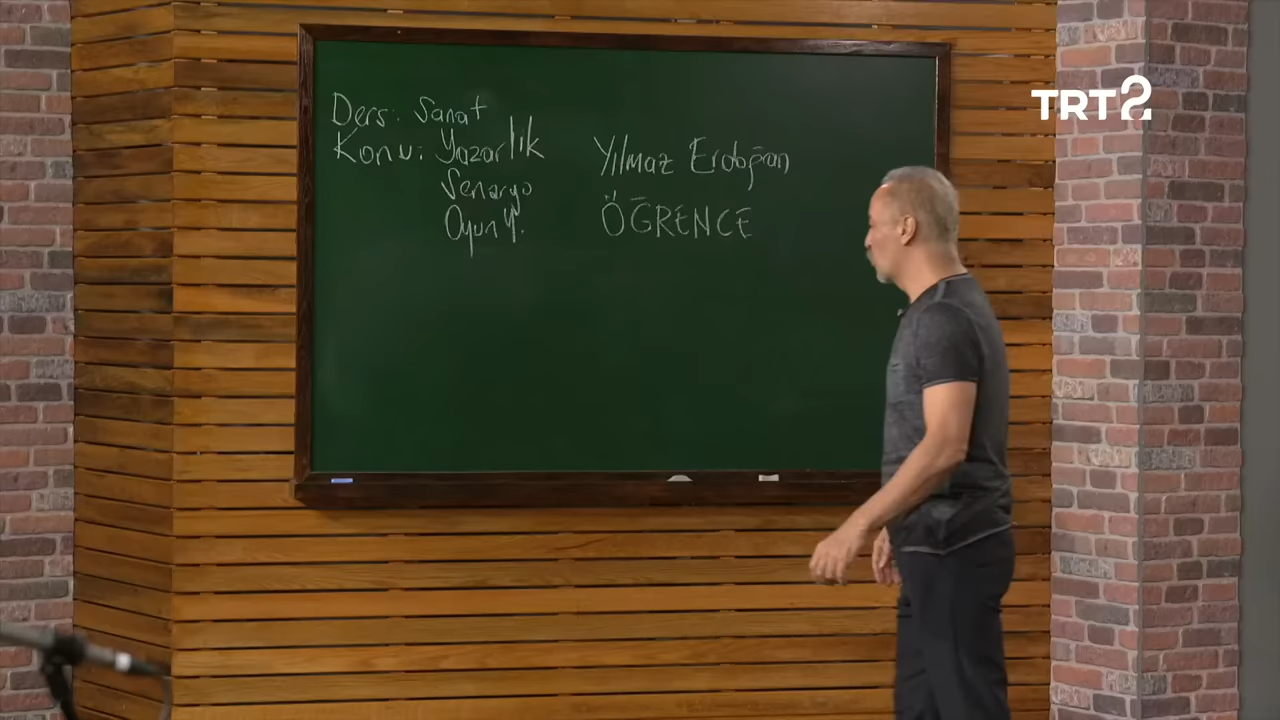 Ders: Sanat
Konu: Yazarlık
Senaryo
Oyun Y.
Yılmaz Erdoğan
ÖĞRENCE
TRT2